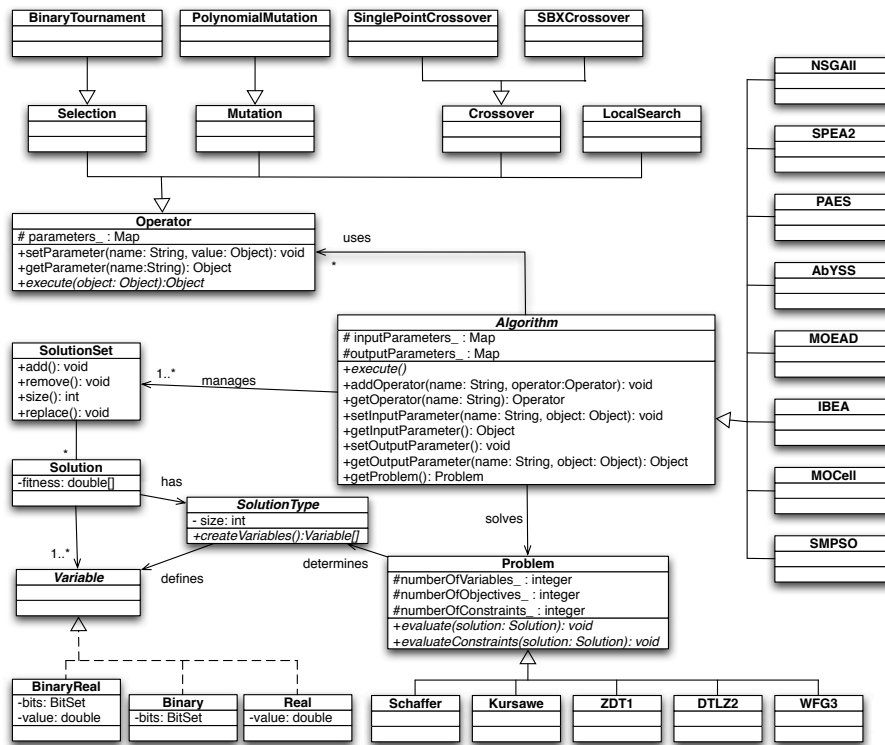 BinaryTournament
PolynomialMutation
SinglePointCrossover
SBXCrossover
Selection
Mutation
Crossover
LocalSearch
Operator
# parameters_ : Map
+setParameter(name: String, value: Object): void
+getParameter(name:String): Object
+execute(object: Object):Object
uses
*
Algorithm
# inputParameters_ : Map
#outputParameters_ : Map
+execute()
+addOperator(name: String, operator:Operator): void
+getOperator(name: String): Operator
+setInputParameter(name: String, object: Object): void
+getInputParameter(): Object
+setOutputParameter(): void
+getOutputParameter(name: String, object: Object): Object
+getProblem(): Problem
NSGAII
SPEA2
PAES
AbYSS
MOEAD
IBEA
MOCell
SMPSO
SolutionSet
+add(): void
+remove(): void
+size(): int
+replace(): void
1..*
manages
*
Solution
-fitness: double[]
has
SolutionType
- size: int
+createVariables():Variable[]
solves
1..*
defines
determines
Variable
Problem
#numberOfVariables_ : integer
#numberOfObjectives_ : integer
#numberOfConstraints_ : integer
+evaluate(solution: Solution): void
+evaluateConstraints(solution: Solution): void
BinaryReal
-bits: BitSet
-value: double
Binary
-bits: BitSet
Real
-value: double
Schaffer
Kursawe
ZDT1
DTLZ2
WFG3